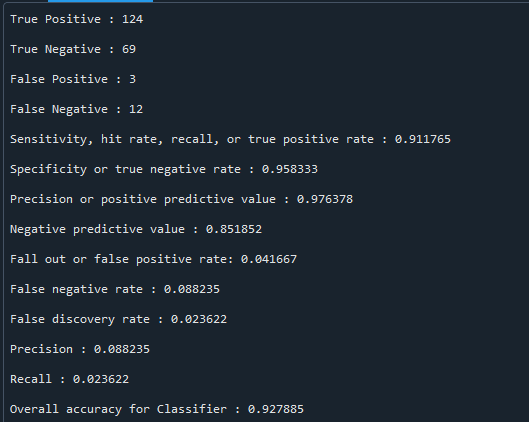 True Positive : 124
True Negative : 69
False Positive : 3
False Negative : 12
Sensitivity, hit rate, recall, or true positive rate : 0.911765
Specificity or true negative rate : 0.958333
Precision or positive predictive value : 0.976378
Negative predictive value : 0.851852
Fall out or false positive rate: 0.041667
False negative rate : 0.088235
False discovery rate : 0.023622
Precision : 0.088235
Recall : 0.023622
Overall accuracy for Classifier : 0.927885